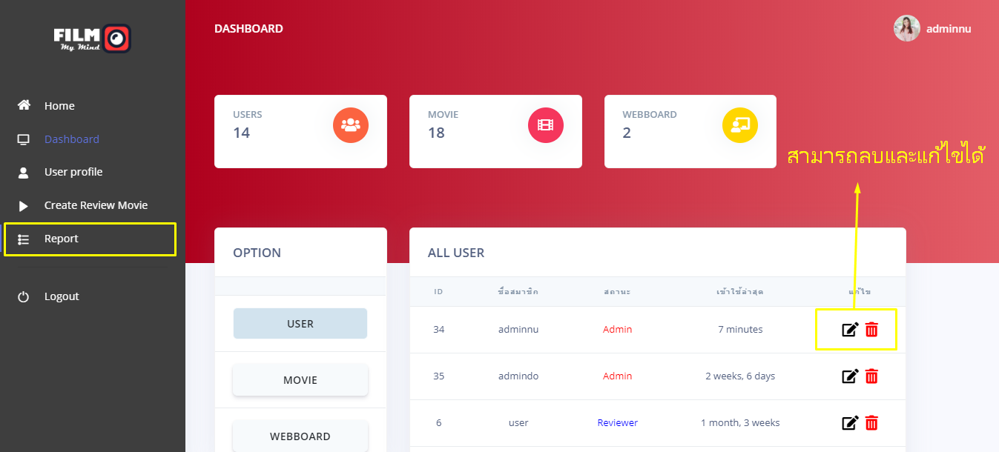 FILM
My Mind
DASHBOARD
adminnu
Home
Dashboard
User profile
Create Review Movie
Report
Logout
USERS
14
MOVIE
18
WEBBOARD
2
สามารถลบและแก้ไขได้
OPTION
USER
MOVIE
WEBBOARD
ALL USER
ID ชื่อสมาชิก สถานะ เข้าใช้ล่าสุด แก้ไข
34 adminnu Admin 7 minutes
35 admindo Admin 2 weeks, 6 days
6 user Reviewer 1 month, 3 weeks